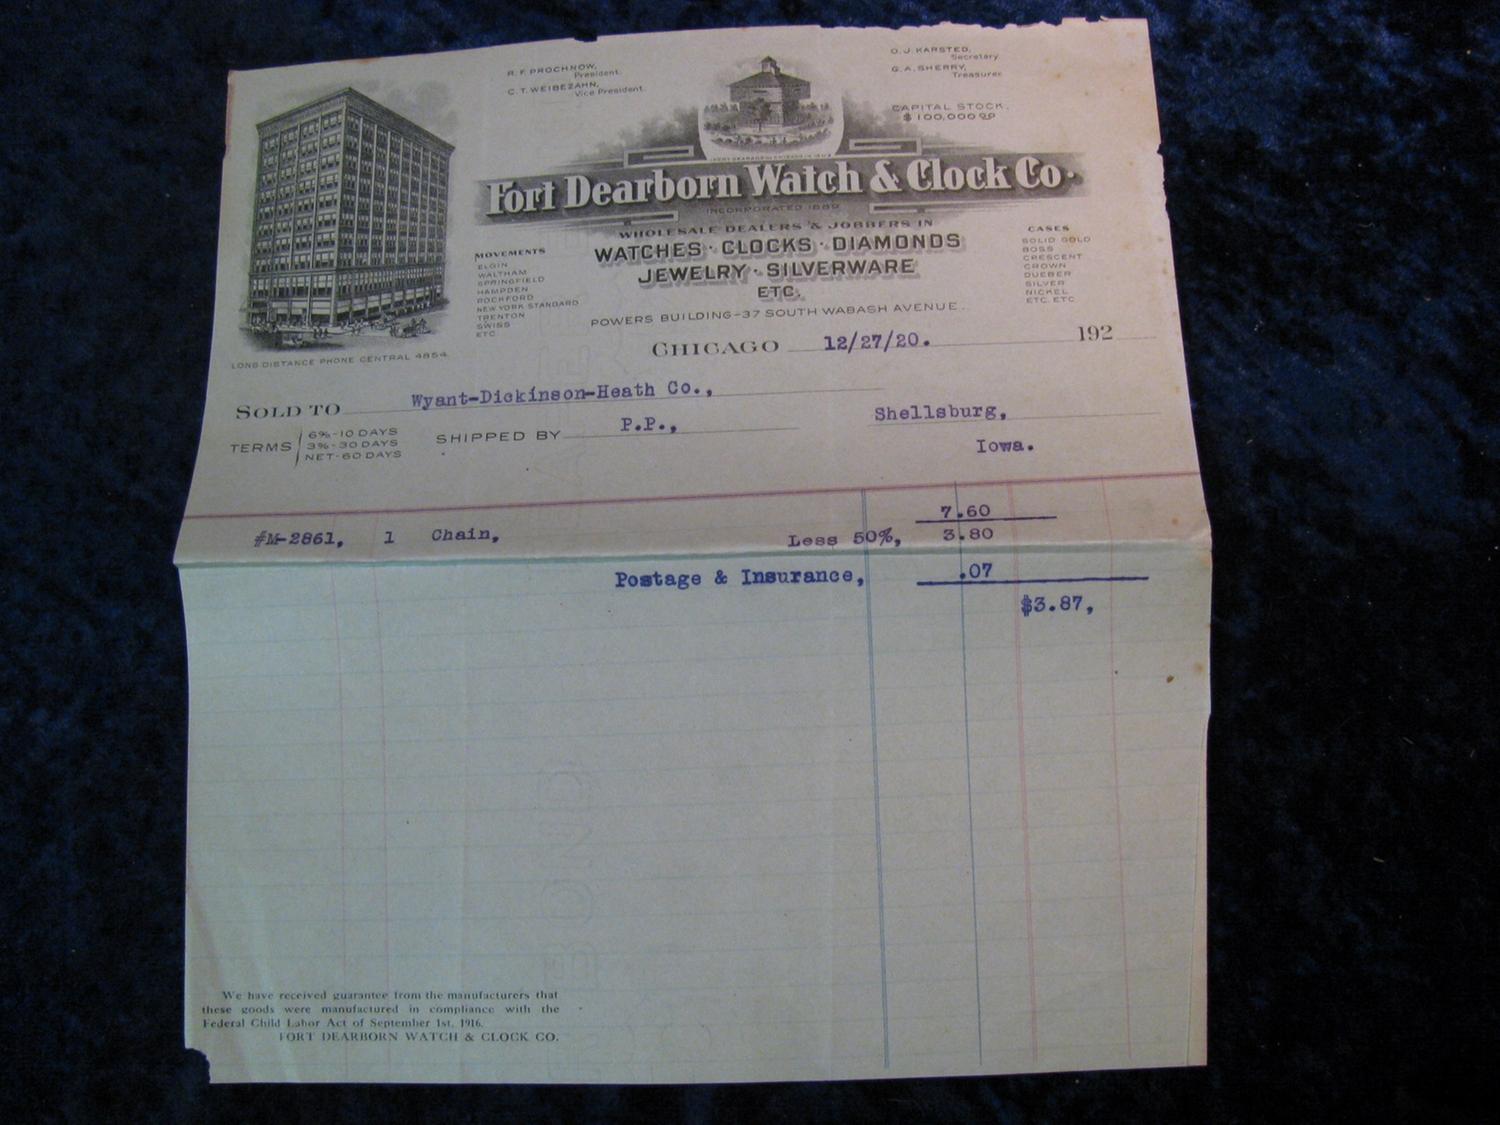 R. F. PROCHNOW,
President.
C. T. WEIBEZAHN,
Vice President.
O. J. KARSTED,
Secretary
G. A. SHERRY,
Treasurer
CAPITAL STOCK,
$100,000.00
Fort Dearborn Watch & Clock Co.
INCORPORATED 1889
WHOLESALE DEALERS & JOBBERS IN
WATCHES · CLOCKS · DIAMONDS
JEWELRY · SILVERWARE
ETC.
POWERS BUILDING-37 SOUTH WABASH AVENUE.
MOVEMENTS
ELGIN
WALTHAM
SPRINGFIELD
HAMPDEN
ROCKFORD
NEW YORK STANDARD
TRENTON
SWISS
ETC
CASES
SOLID GOLD
BOSS
CRESCENT
CROWN
DUEBER
SILVER
NICKEL
ETC. ETC
LONG DISTANCE PHONE CENTRAL 4854
CHICAGO 12/27/20. 192
SOLD TO Wyant-Dickinson-Heath Co.,
TERMS 6%-10 DAYS
3%-30 DAYS
NET-60 DAYS
SHIPPED BY P.P., Shellsburg,
Iowa.
7.60
#M-2861, 1 Chain, Less 50%, 3.80
Postage & Insurance, .07
$3.87,
We have received guarantee from the manufacturers that
these goods were manufactured in compliance with the
Federal Child Labor Act of September 1st, 1916.
FORT DEARBORN WATCH & CLOCK CO.